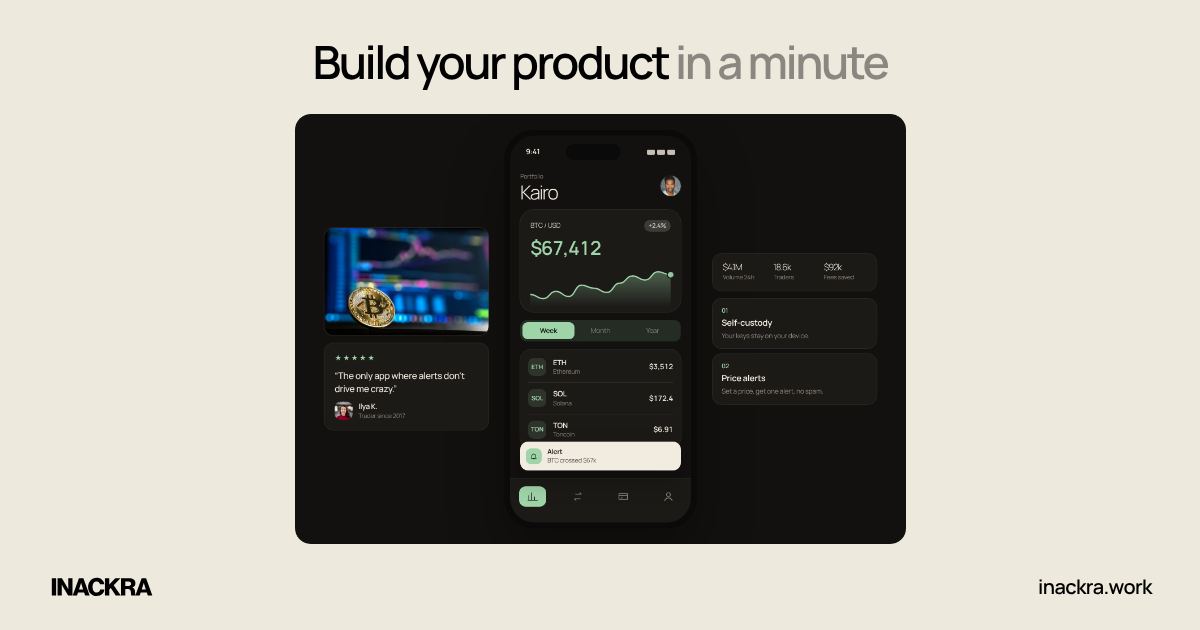 Build your product in a minute
9:41
Portfolio
Kairo
BTC / USD
+2.4%
$67,412
Week Month Year
ETH
ETH
Ethereum
$3,512
SOL
SOL
Solana
$172.4
TON
TON
Toncoin
$6.91
Alert
BTC crossed $67k
★★★★★
"The only app where alerts don't
drive me crazy."
Ilya K.
Trader since 2017
$4.1M 18.6k $92k
Volume 24h Traders Fees saved
01
Self-custody
Your keys stay on your device.
02
Price alerts
Set a price, get one alert, no spam.
INACKRA
inackra.work